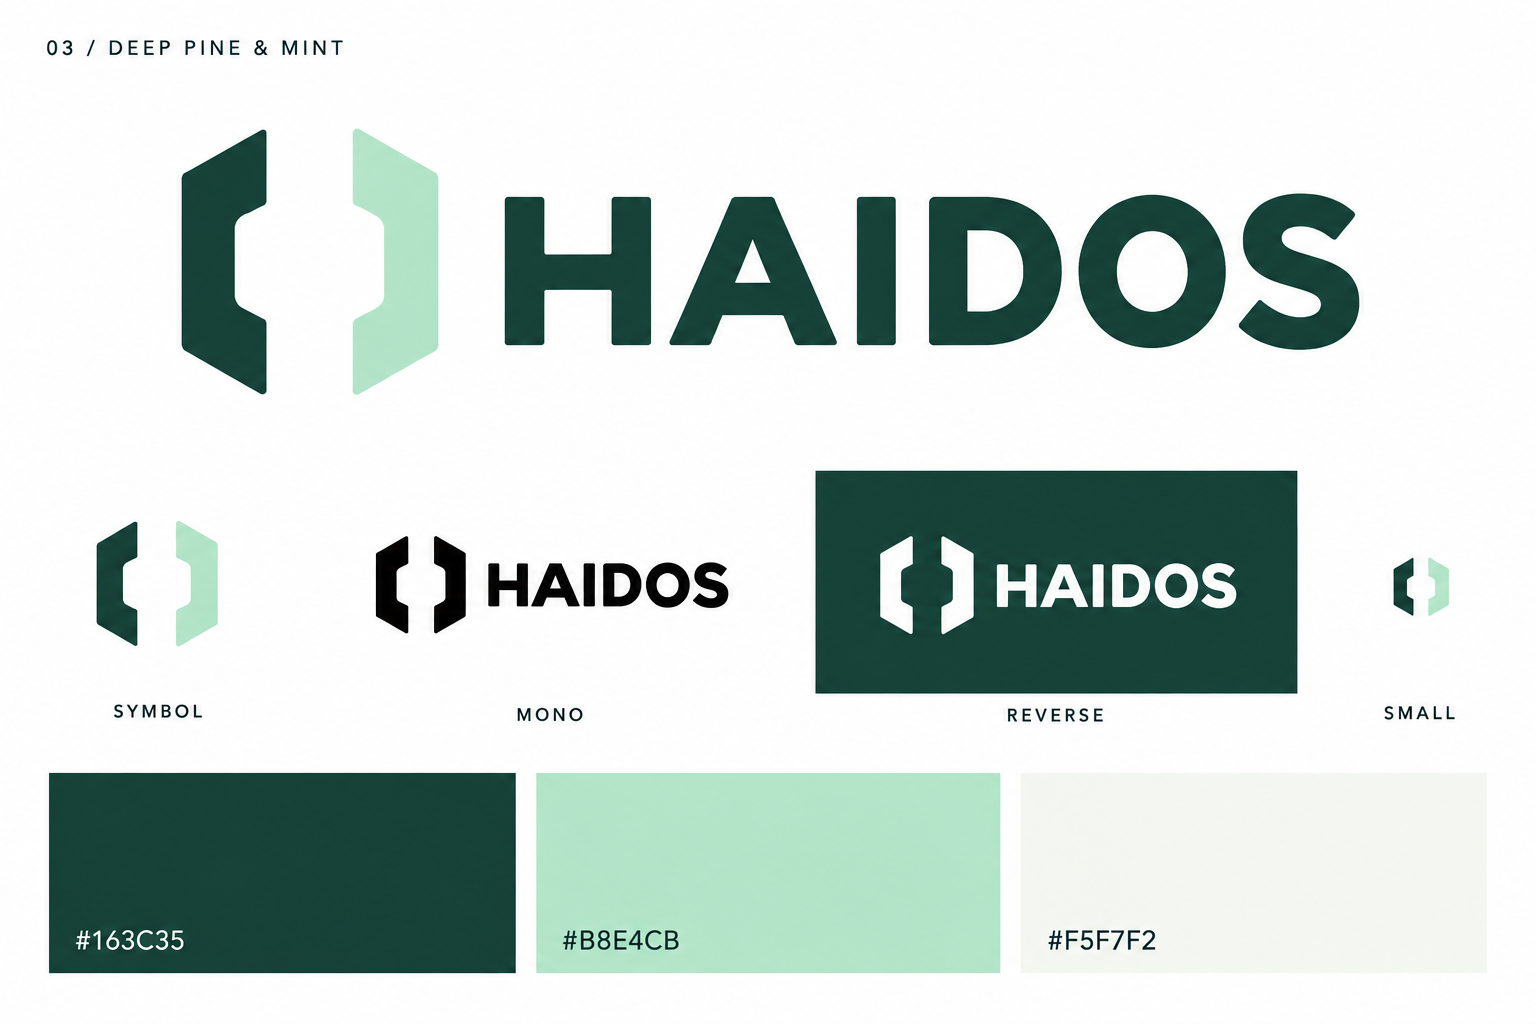 03 / DEEP PINE & MINT
HAIDOS
HAIDOS
HAIDOS
SYMBOL
MONO
REVERSE
SMALL
#163C35
#B8E4CB
#F5F7F2